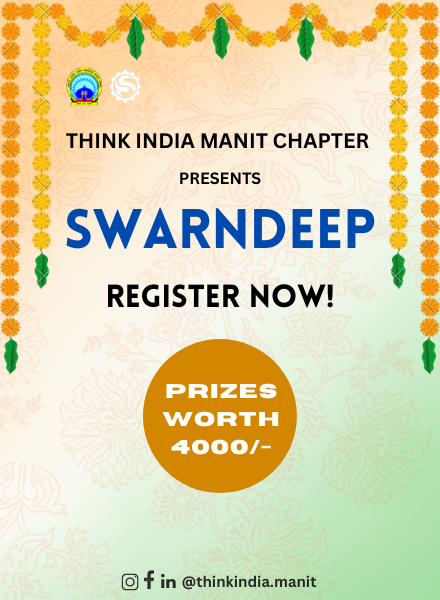 THINK INDIA MANIT CHAPTER
PRESENTS
SWARNDEEP
REGISTER NOW!
PRIZES
WORTH
4000/-
@thinkindia.manit